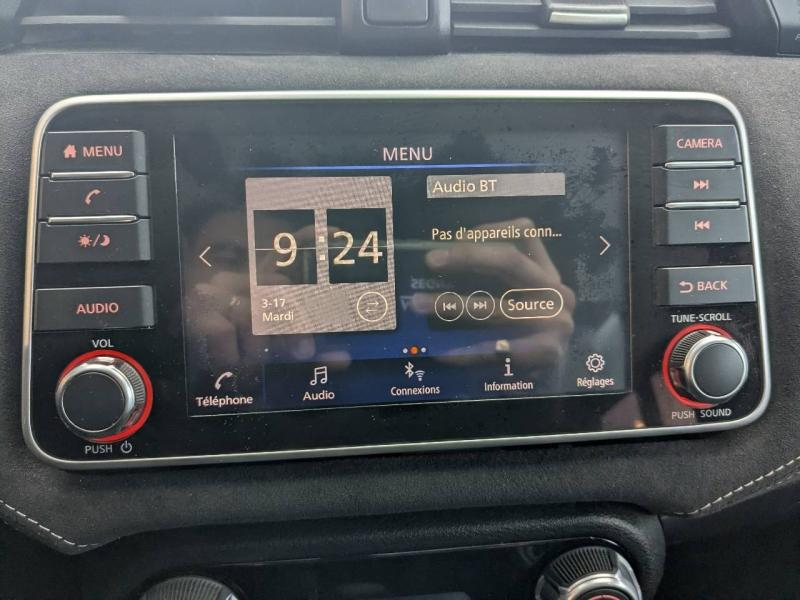 MENU
AUDIO
VOL
PUSH
MENU
9:24
3-17
Mardi
Audio BT
Pas d'appareils conn...
Source
Téléphone
Audio
Connexions
Information
Réglages
CAMERA
BACK
TUNE·SCROLL
PUSH SOUND